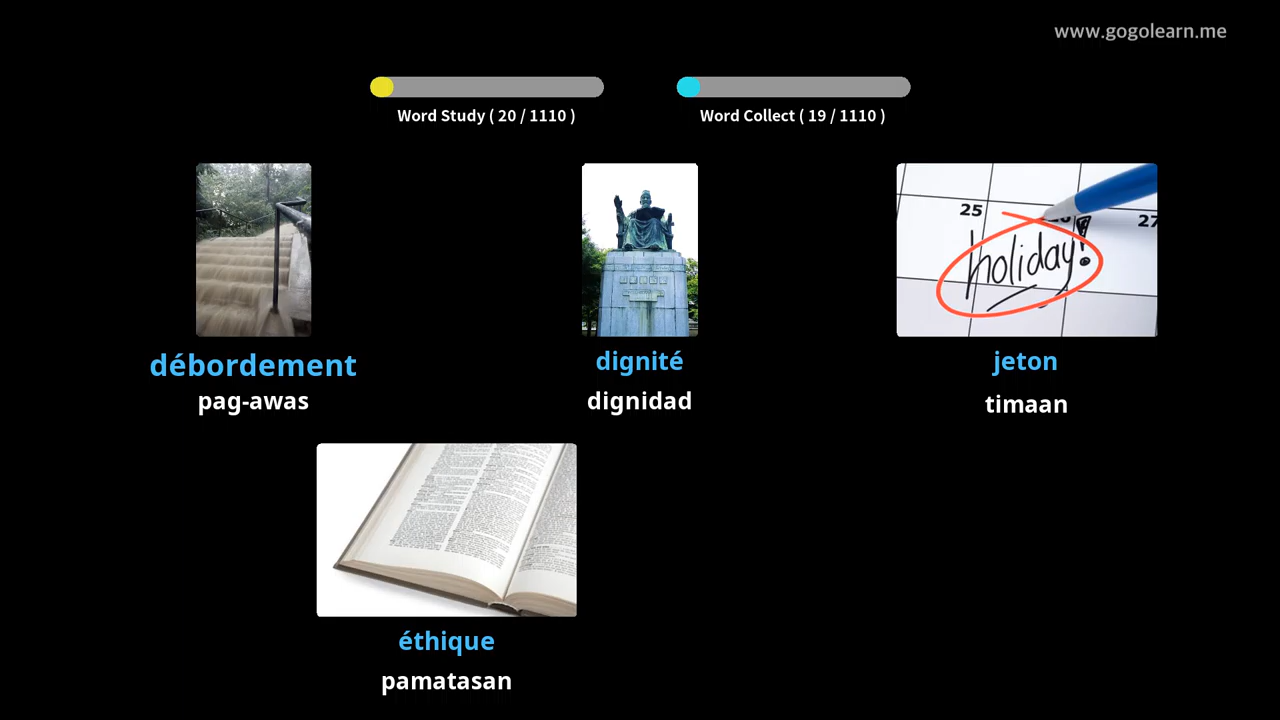 www.gogolearn.me
Word Study ( 20 / 1110 )
Word Collect ( 19 / 1110 )
25
27
holiday!
débordement
dignité
jeton
pag-awas
dignidad
timaan
éthique
pamatasan